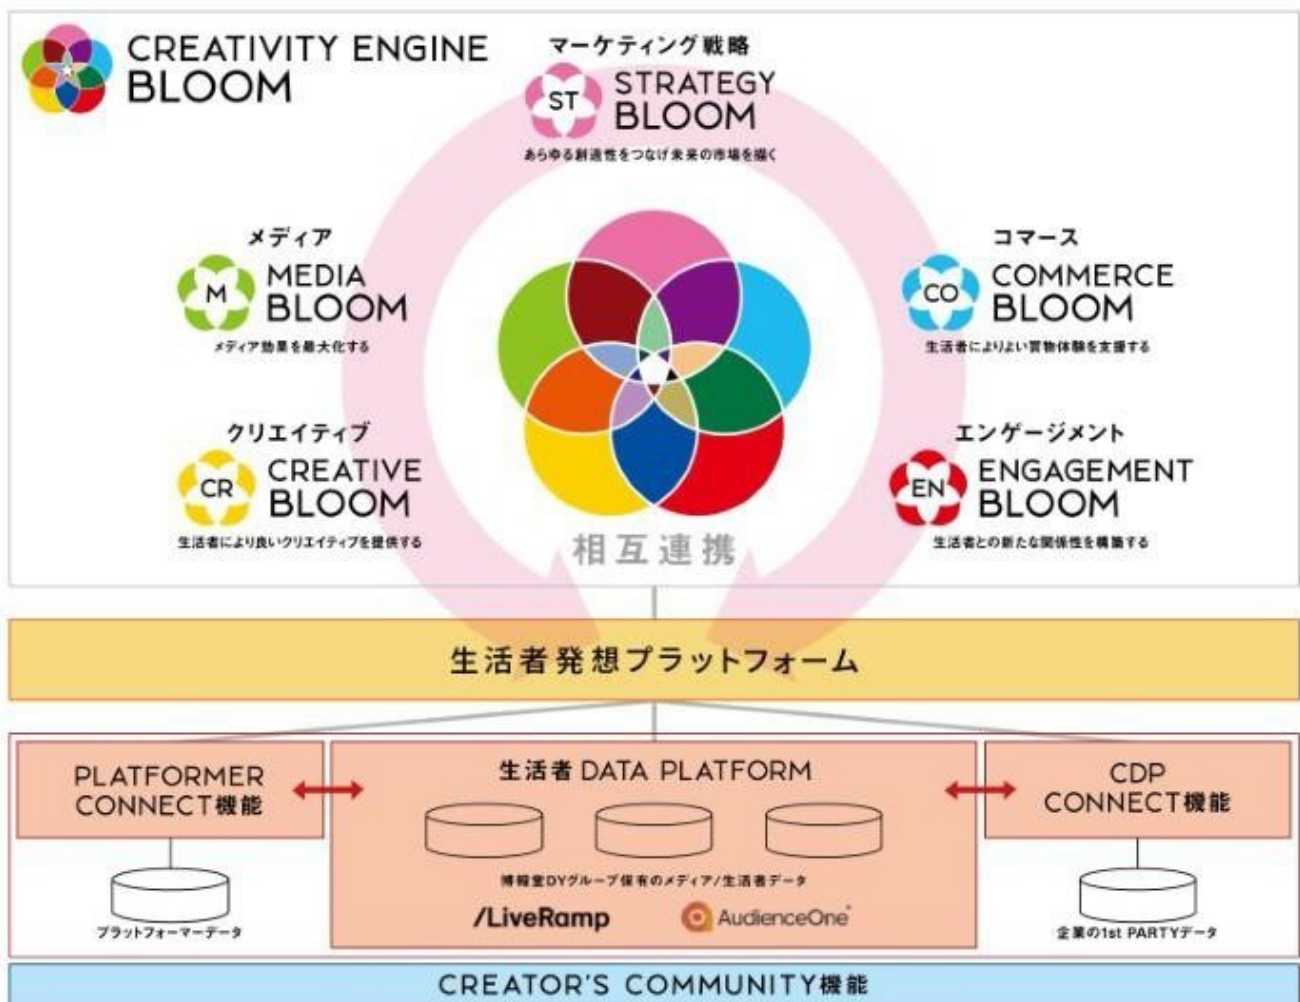 CREATIVITY ENGINE
BLOOM
マーケティング戦略
ST
STRATEGY
BLOOM
あらゆる創造性をつなげ未来の市場を描く
メディア
M
MEDIA
BLOOM
メディア効果を最大化する
コマース
CO
COMMERCE
BLOOM
生活者によりよい買物体験を支援する
クリエイティブ
CR
CREATIVE
BLOOM
生活者により良いクリエイティブを提供する
エンゲージメント
EN
ENGAGEMENT
BLOOM
生活者との新たな関係性を構築する
相互連携
生活者発想プラットフォーム
PLATFORMER
CONNECT機能
プラットフォーマーデータ
生活者 DATA PLATFORM
博報堂DYグループ保有のメディア/生活者データ
/LiveRamp
AudienceOne
CDP
CONNECT機能
企業の1st PARTYデータ
CREATOR'S COMMUNITY機能